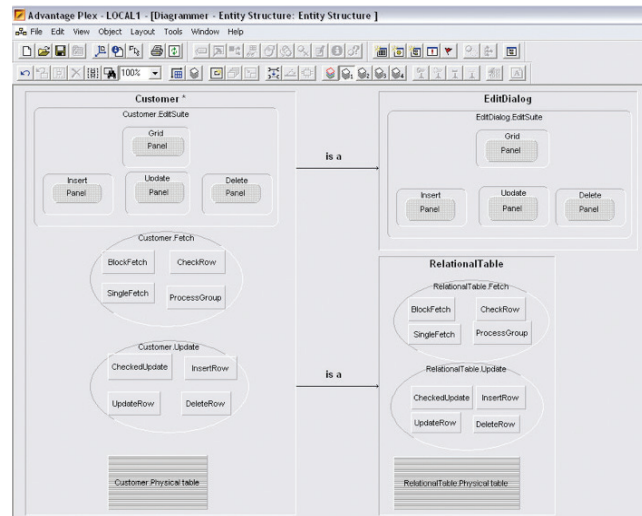 Advantage Plex - LOCAL1 - [Diagrammer - Entity Structure: Entity Structure ]
File Edit View Object Layout Tools Window Help
100%
Customer *
Customer.EditSuite
Grid
Panel
Insert
Panel
Update
Panel
Delete
Panel
Customer.Fetch
BlockFetch
CheckRow
SingleFetch
ProcessGroup
Customer.Update
CheckedUpdate
InsertRow
UpdateRow
DeleteRow
Customer.Physical table
is a
is a
EditDialog
EditDialog.EditSuite
Grid
Panel
Insert
Panel
Update
Panel
Delete
Panel
RelationalTable
RelationalTable.Fetch
BlockFetch
CheckRow
SingleFetch
ProcessGroup
RelationalTable.Update
CheckedUpdate
InsertRow
UpdateRow
DeleteRow
RelationalTable.Physical table